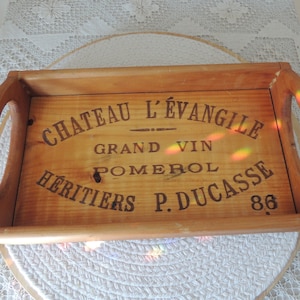 CHATEAU L'ÉVANGILE
GRAND VIN
POMEROL
HÉRITIERS P. DUCASSE
86